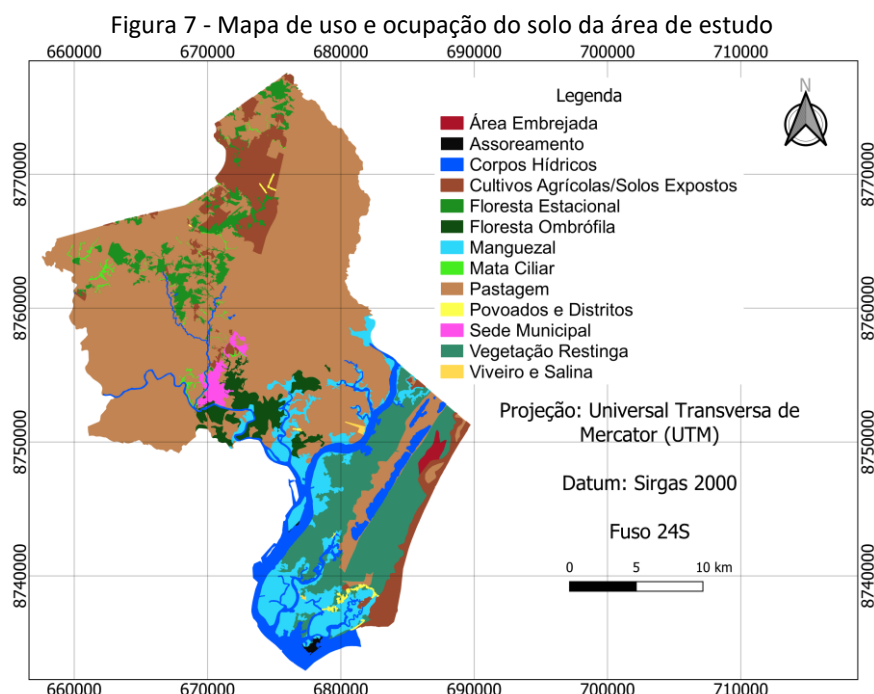 Figura 7 - Mapa de uso e ocupação do solo da área de estudo
660000 670000 680000 690000 700000 710000
N
Legenda
Área Embrejada
Assoreamento
Corpos Hídricos
Cultivos Agrícolas/Solos Expostos
Floresta Estacional
Floresta Ombrófila
Manguezal
Mata Ciliar
Pastagem
Povoados e Distritos
Sede Municipal
Vegetação Restinga
Viveiro e Salina
8770000 8770000
8760000 8760000
8750000 8750000
8740000 8740000
Projeção: Universal Transversa de
Mercator (UTM)
Datum: Sirgas 2000
Fuso 24S
0 5 10 km
660000 670000 680000 690000 700000 710000